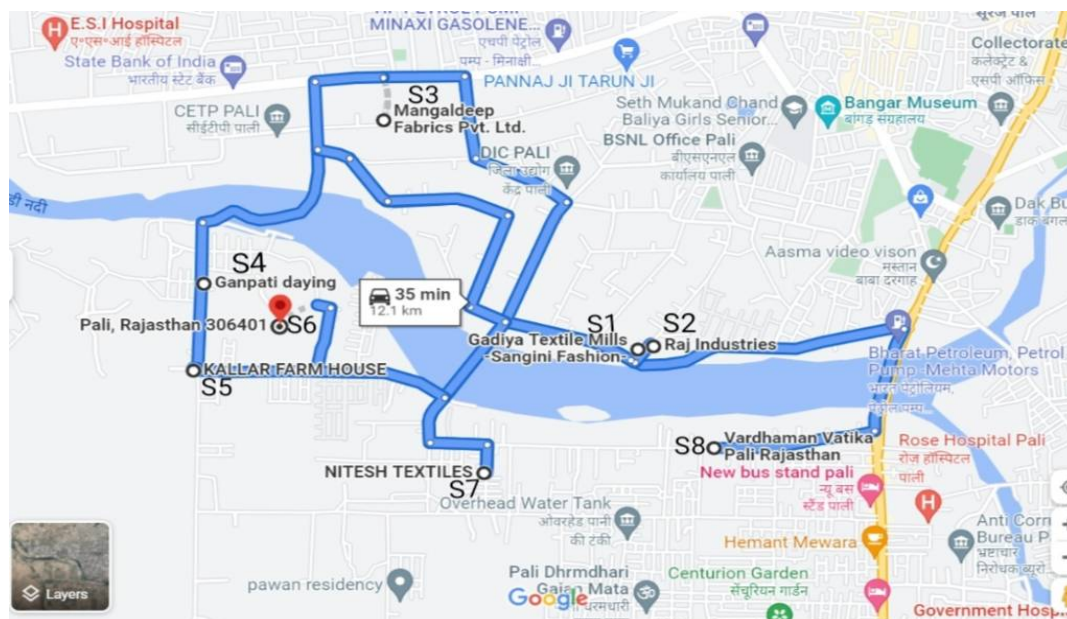 E.S.I Hospital
ए॰एस॰आई हॉस्पिटल
State Bank of India
भारतीय स्टेट बैंक
MINAXI GASOLENE...
एचपी पेट्रोल
पम्प - मिनाक्षी...
PANNAJ JI TARUN JI
Collectorate
कलेक्ट्रेट &
एसपी ऑफिस
CETP PALI
सीईटीपी पाली
S3
Mangaldeep
Fabrics Pvt. Ltd.
Seth Mukand Chand
Baliya Girls Senior...
Bangar Museum
बांगड़ संग्रहालय
BSNL Office Pali
बीएसएनएल
कार्यालय पाली
DIC PALI
जिला उद्योग
केंद्र पाली
नदी
Dak Bu
डाक बंगल
Aasma video vison
मस्तान
बाबा दरगाह
S4
Ganpati daying
Pali, Rajasthan 306401
S6
35 min
12.1 km
S1
S2
Gadiya Textile Mills
-Sangini Fashion-
Raj Industries
Bharat Petroleum, Petrol
Pump -Mehta Motors
भारत पेट्रोलियम,
पेट्रोल पम्प...
KALLAR FARM HOUSE
S5
NITESH TEXTILES
S7
S8
Vardhaman Vatika
Pali Rajasthan
Rose Hospital Pali
रोज़ हॉस्पिटल
पाली
New bus stand pali
न्यू बस
स्टैंड पाली
Overhead Water Tank
ओवरहेड पानी
की टंकी
Hemant Mewara
Anti Corru
Bureau P
भ्रष्टाचार
निरोधक ब्यूरो
pawan residency
Pali Dhrmdhari
Gajan Mata
Centurion Garden
सेंचूरियन गार्डन
Google
Layers
Government Hosp